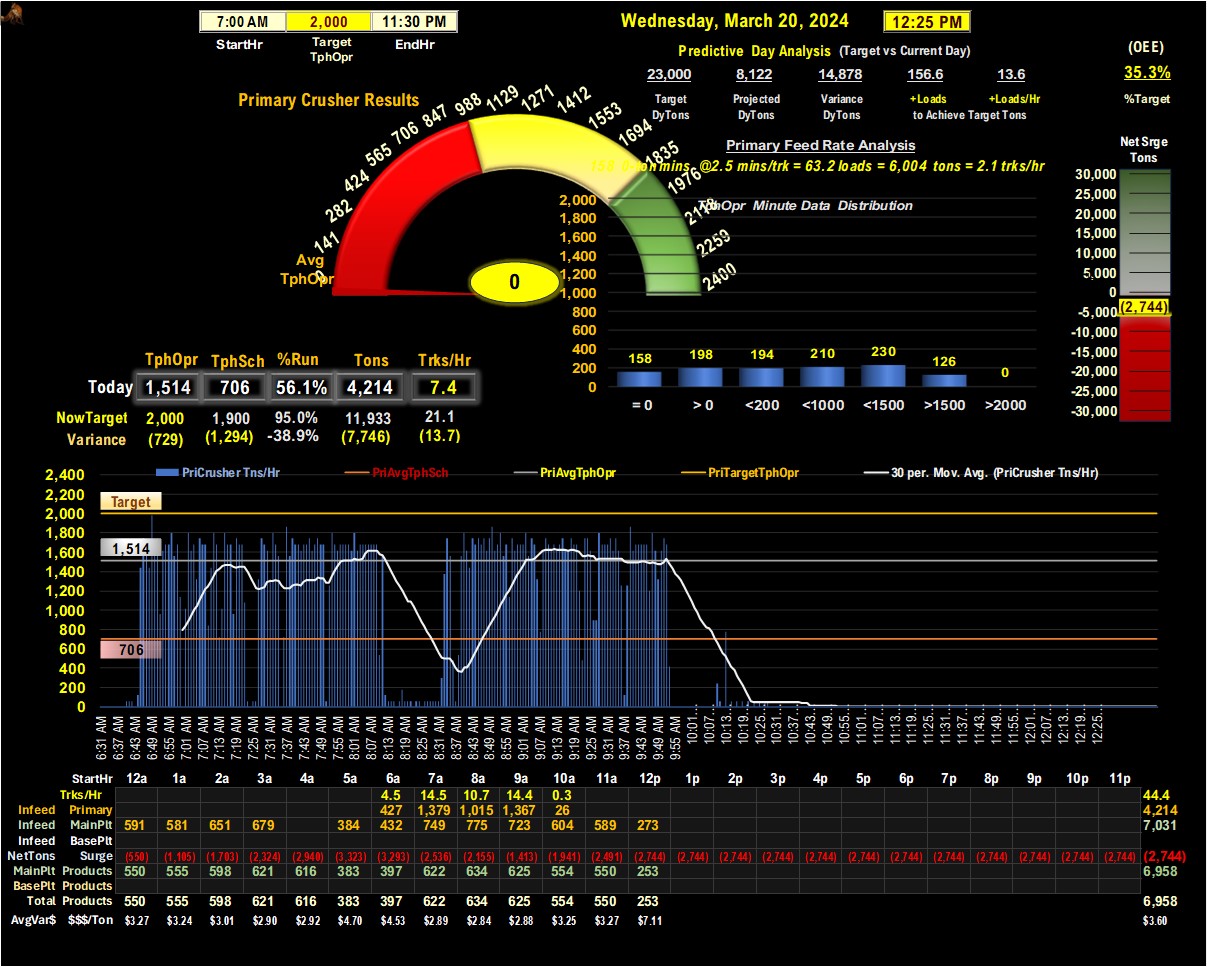 7:00 AM 2,000 11:30 PM
StartHr Target TphOpr EndHr
Wednesday, March 20, 2024 12:25 PM
Predictive Day Analysis (Target vs Current Day)
(OEE)
23,000 8,122 14,878 156.6 13.6 35.3%
Target DyTons Projected DyTons Variance DyTons +Loads +Loads/Hr %Target
to Achieve Target Tons
Primary Crusher Results
0 141 282 424 565 706 847 988 1129 1271 1412 1553 1694 1835 1976 2118 2259 2400
Avg TphOpr
0
Primary Feed Rate Analysis
mins @2.5 mins/trk = 63.2 loads = 6,004 tons = 2.1 trks/hr
TphOpr Minute Data Distribution
2,000
1,800
1,600
1,400
1,200
1,000
800
600
400
200
0
158 198 194 210 230 126 0
= 0 > 0 <200 <1000 <1500 >1500 >2000
Net Srge Tons
30,000
25,000
20,000
15,000
10,000
5,000
0
-5,000 (2,744)
-10,000
-15,000
-20,000
-25,000
-30,000
TphOpr TphSch %Run Tons Trks/Hr
Today 1,514 706 56.1% 4,214 7.4
NowTarget 2,000 1,900 95.0% 11,933 21.1
Variance (729) (1,294) -38.9% (7,746) (13.7)
PriCrusher Tns/Hr PriAvgTphSch PriAvgTphOpr PriTargetTphOpr 30 per. Mov. Avg. (PriCrusher Tns/Hr)
2,400
2,200
2,000
1,800
1,600
1,400
1,200
1,000
800
600
400
200
0
Target
1,514
706
6:31 AM 6:37 AM 6:43 AM 6:49 AM 6:55 AM 7:01 AM 7:07 AM 7:13 AM 7:19 AM 7:25 AM 7:31 AM 7:37 AM 7:43 AM 7:49 AM 7:55 AM 8:01 AM 8:07 AM 8:13 AM 8:19 AM 8:25 AM 8:31 AM 8:37 AM 8:43 AM 8:49 AM 8:55 AM 9:01 AM 9:07 AM 9:13 AM 9:19 AM 9:25 AM 9:31 AM 9:37 AM 9:43 AM 9:49 AM 9:55 AM 10:01… 10:07… 10:13… 10:19… 10:25… 10:31… 10:37… 10:43… 10:49… 10:55… 11:01… 11:07… 11:13… 11:19… 11:25… 11:31… 11:37… 11:43… 11:49… 11:55… 12:01… 12:07… 12:13… 12:19… 12:25…
StartHr 12a 1a 2a 3a 4a 5a 6a 7a 8a 9a 10a 11a 12p 1p 2p 3p 4p 5p 6p 7p 8p 9p 10p 11p
Trks/Hr 4.5 14.5 10.7 14.4 0.3 44.4
Infeed Primary 427 1,379 1,015 1,367 26 4,214
Infeed MainPlt 591 581 651 679 384 432 749 775 723 604 589 273 7,031
Infeed BasePlt
NetTons Surge (550) (1,105) (1,703) (2,324) (2,940) (3,323) (3,293) (2,536) (2,155) (1,413) (1,941) (2,491) (2,744) (2,744) (2,744) (2,744) (2,744) (2,744) (2,744) (2,744) (2,744) (2,744) (2,744) (2,744) (2,744)
MainPlt Products 550 555 598 621 616 383 397 622 634 625 554 550 253 6,958
BasePlt Products
Total Products 550 555 598 621 616 383 397 622 634 625 554 550 253 6,958
AvgVar$ $$$/Ton $3.27 $3.24 $3.01 $2.90 $2.92 $4.70 $4.53 $2.89 $2.84 $2.88 $3.25 $3.27 $7.11 $3.60